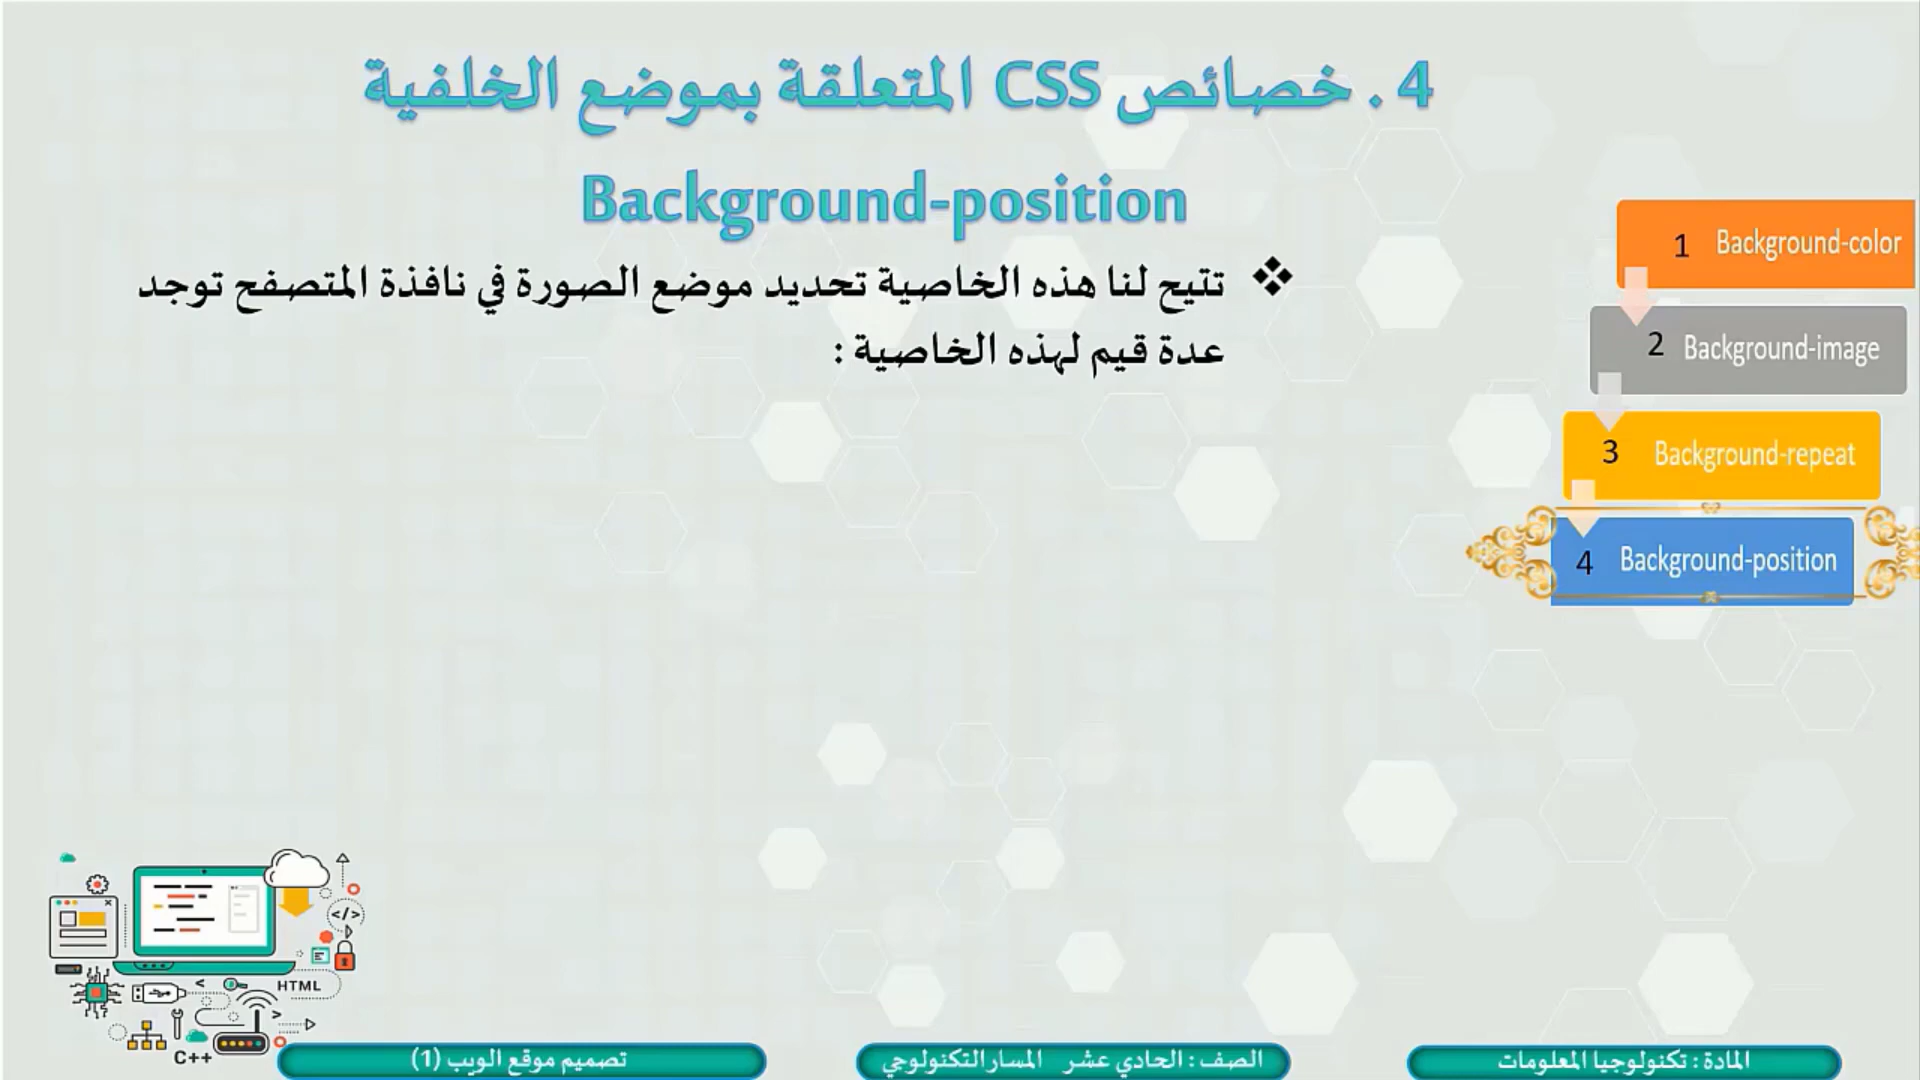 4 . خصائص CSS المتعلقة بموضع الخلفية
Background-position
❖ تتيح لنا هذه الخاصية تحديد موضع الصورة في نافذة المتصفح توجد
عدة قيم لهذه الخاصية :
1 Background-color
2 Background-image
3 Background-repeat
4 Background-position
</>
HTML
C++
المادة : تكنولوجيا المعلومات
الصف : الحادي عشر المسار التكنولوجي
تصميم موقع الويب (1)